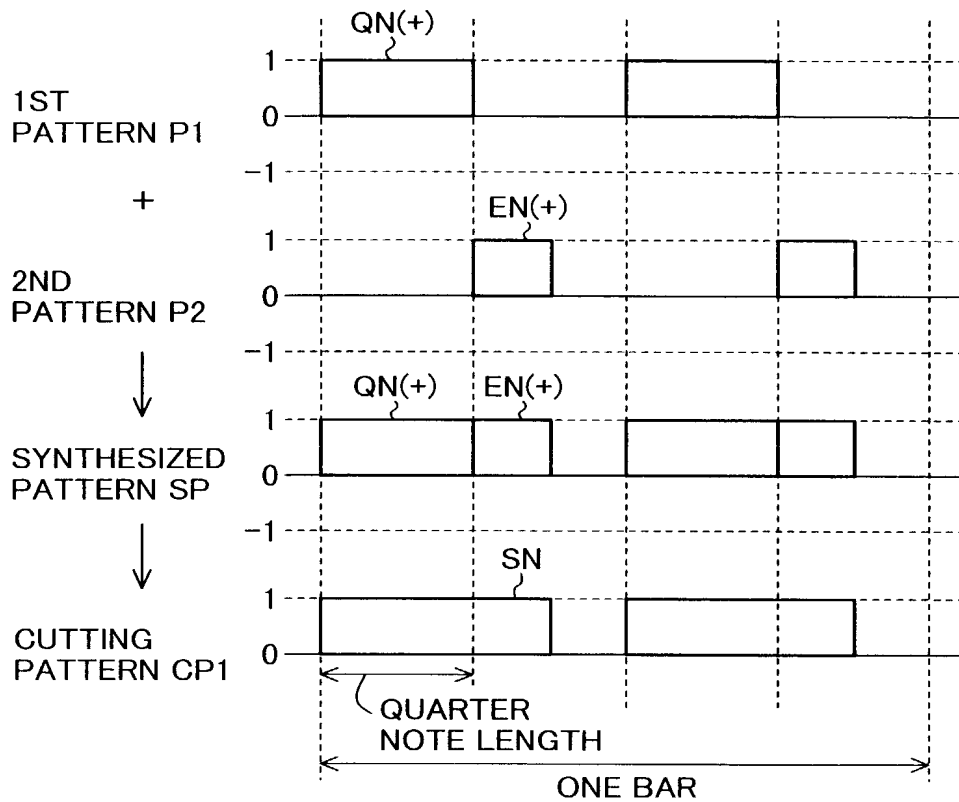 QN(+)
1
1ST
PATTERN P1
0
-1
+
EN(+)
1
2ND
PATTERN P2
0
-1
QN(+) EN(+)
1
SYNTHESIZED
PATTERN SP
0
-1
SN
1
CUTTING
PATTERN CP1
0
QUARTER
NOTE LENGTH
ONE BAR